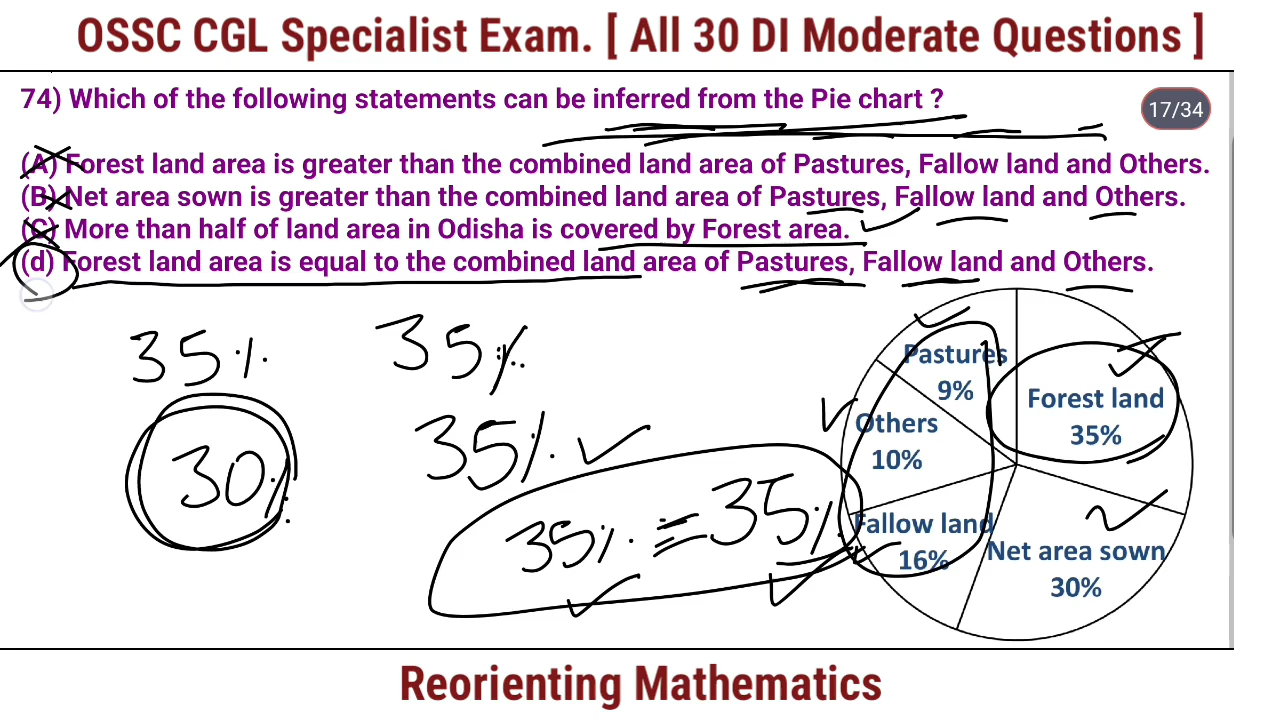 OSSC CGL Specialist Exam. [ All 30 DI Moderate Questions ]
74) Which of the following statements can be inferred from the Pie chart ?
17/34
(A) Forest land area is greater than the combined land area of Pastures, Fallow land and Others.
(B) Net area sown is greater than the combined land area of Pastures, Fallow land and Others.
(C) More than half of land area in Odisha is covered by Forest area.
(d) Forest land area is equal to the combined land area of Pastures, Fallow land and Others.
35%
35%
Pastures
9%
Forest land
35%
Others
10%
30%
35%
35% = 35%
Fallow land
16%
Net area sown
30%
Reorienting Mathematics